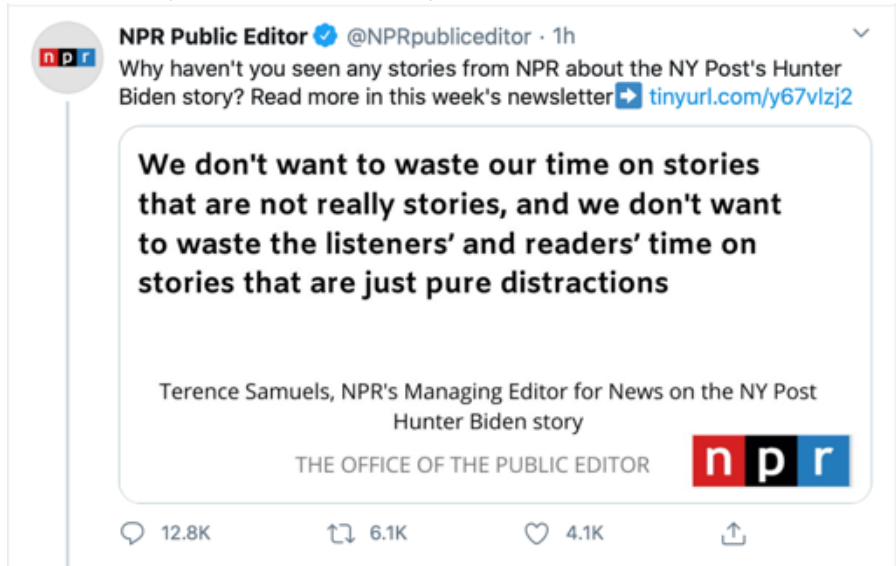 npr
NPR Public Editor @NPRpubliceditor · 1h
Why haven't you seen any stories from NPR about the NY Post's Hunter
Biden story? Read more in this week's newsletter➡️ tinyurl.com/y67vlzj2
We don't want to waste our time on stories
that are not really stories, and we don't want
to waste the listeners’ and readers’ time on
stories that are just pure distractions
Terence Samuels, NPR's Managing Editor for News on the NY Post
Hunter Biden story
THE OFFICE OF THE PUBLIC EDITOR
npr
12.8K 6.1K 4.1K